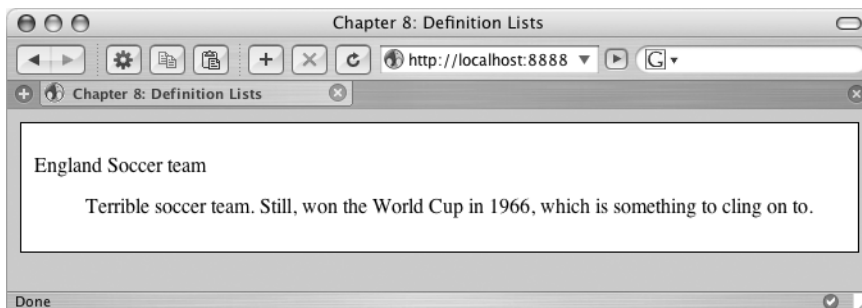 Chapter 8: Definition Lists
http://localhost:8888
G
Chapter 8: Definition Lists
England Soccer team
Terrible soccer team. Still, won the World Cup in 1966, which is something to cling on to.
Done